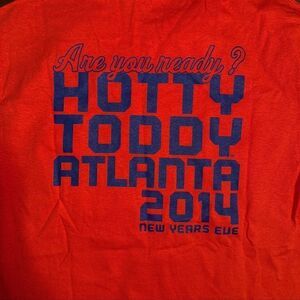 Are you ready?
HOTTY
TODDY
ATLANTA
2014
NEW YEARS EVE